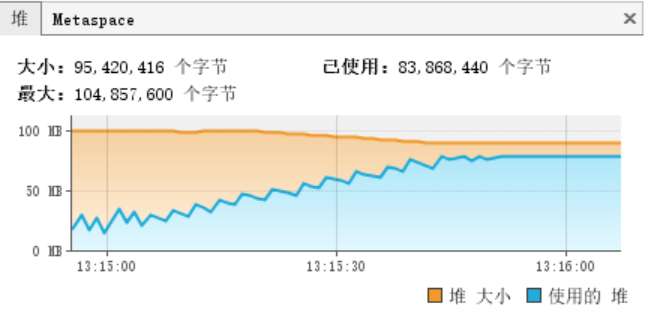 堆 Metaspace ×
大小: 95,420,416 个字节 已使用: 83,868,440 个字节
最大: 104,857,600 个字节
100 MB
50 MB
0 MB
13:15:00 13:15:30 13:16:00
堆 大小 使用的 堆